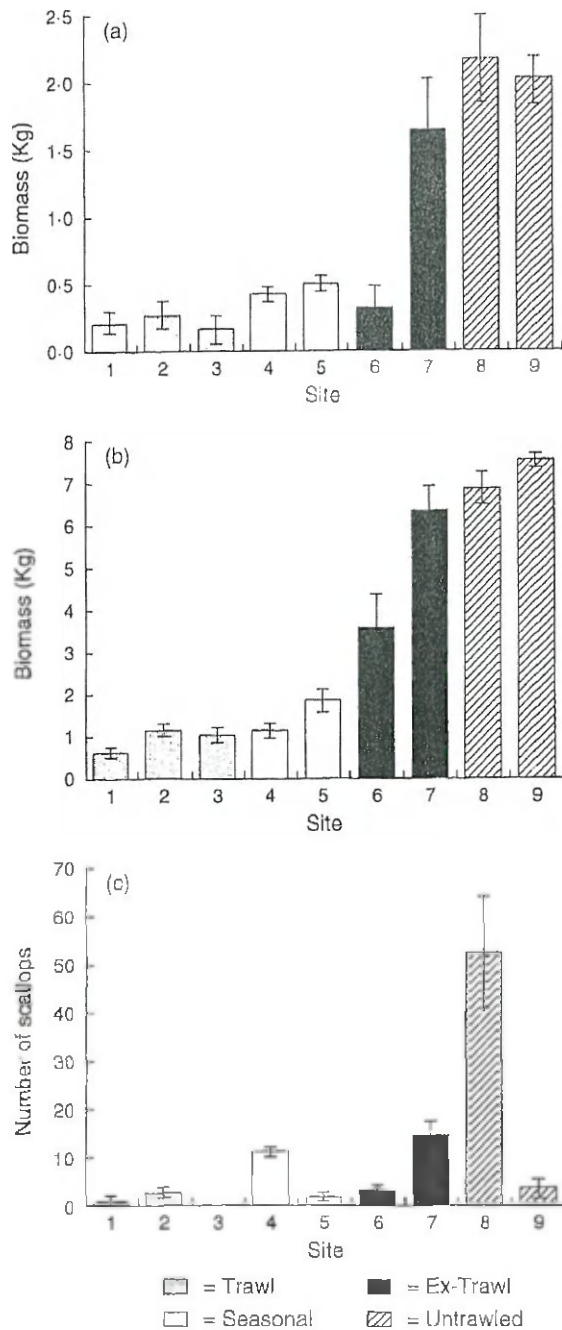 (a)
2·5
2·0
1·5
1·0
0·5
0·0
Biomass (Kg)
1 2 3 4 5 6 7 8 9
Site
(b)
8
7
6
5
4
3
2
1
0
Biomass (Kg)
1 2 3 4 5 6 7 8 9
Site
(c)
70
60
50
40
30
20
10
0
Number of scallops
1 2 3 4 5 6 7 8 9
Site
= Trawl = Ex-Trawl
= Seasonal = Untrawled